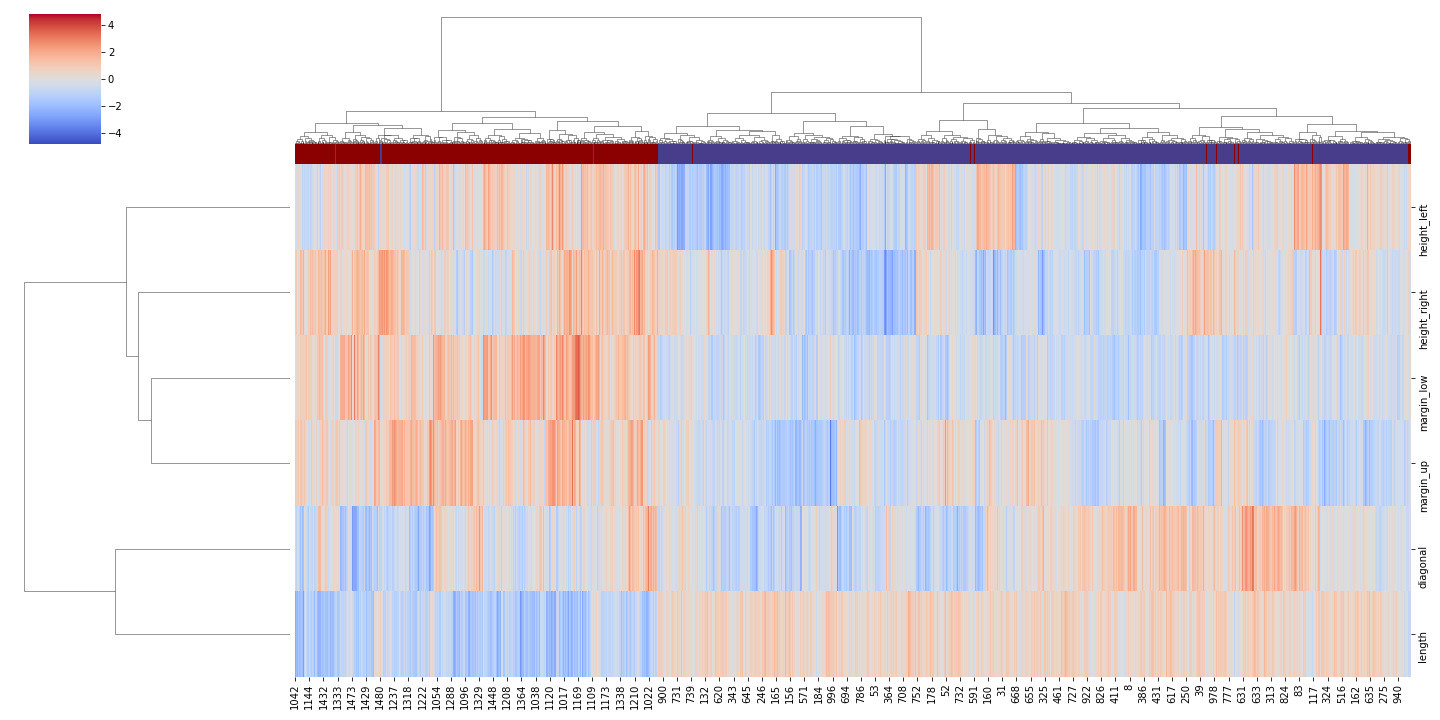 4
2
0
−2
−4
height_left
height_right
margin_low
margin_up
diagonal
length
1042 1144 1432 1333 1473 1429 1480 1237 1318 1222 1054 1288 1096 1329 1448 1208 1364 1038 1120 1017 1169 1109 1173 1338 1210 1022 900 731 739 132 620 343 645 246 165 156 571 184 996 694 786 53 364 708 752 178 52 732 591 160 31 668 655 325 461 727 922 826 411 8 386 431 617 250 39 978 777 631 633 313 824 83 117 324 516 162 635 275 940